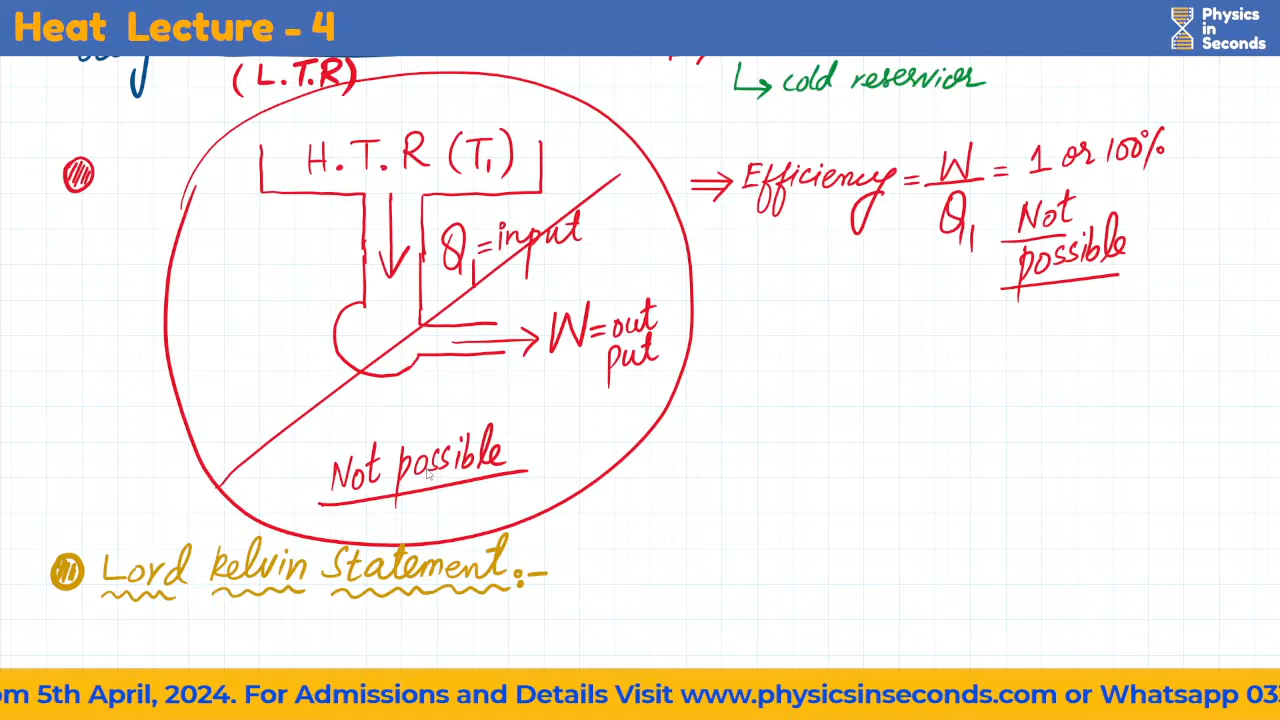 Heat Lecture - 4
Physics
in
Seconds
(L.T.R)
↳ cold reservior
H.T.R (T₁)
Q₁ = input
W = out
put
Not possible
⇒ Efficiency = W/Q₁ = 1 or 100%
Not
possible
Lord Kelvin Statement :-
om 5th April, 2024. For Admissions and Details Visit www.physicsinseconds.com or Whatsapp 03